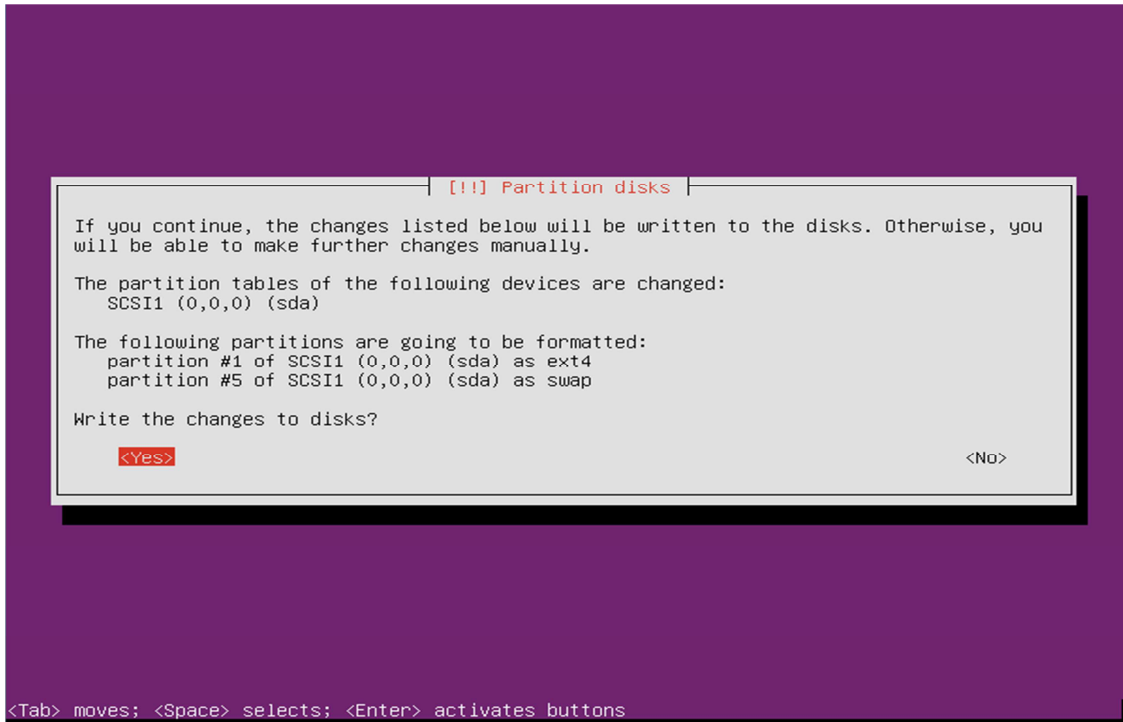 [!!] Partition disks
If you continue, the changes listed below will be written to the disks. Otherwise, you
will be able to make further changes manually.
The partition tables of the following devices are changed:
SCSI1 (0,0,0) (sda)
The following partitions are going to be formatted:
partition #1 of SCSI1 (0,0,0) (sda) as ext4
partition #5 of SCSI1 (0,0,0) (sda) as swap
Write the changes to disks?
<Yes> <No>
<Tab> moves; <Space> selects; <Enter> activates buttons